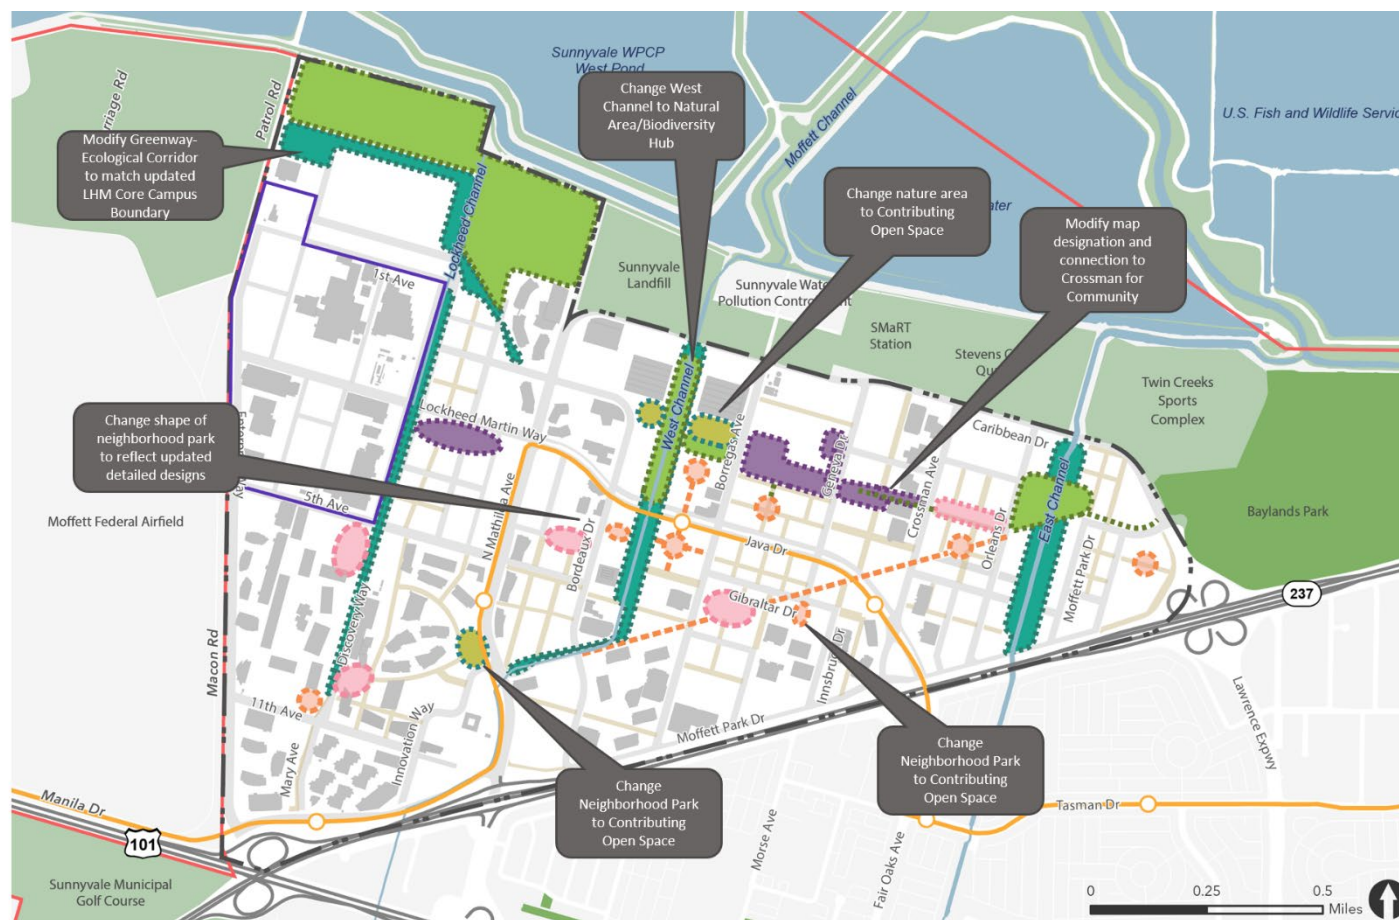 Sunnyvale WPCP
West Pond
Moffett Channel
U.S. Fish and Wildlife Service
Patrol Rd
Change West
Channel to Natural
Area/Biodiversity
Hub
Modify Greenway-
Ecological Corridor
to match updated
LHM Core Campus
Boundary
Change nature area
to Contributing
Open Space
Modify map
designation and
connection to
Crossman for
Community
Lockheed Channel
1st Ave
Sunnyvale
Landfill
SMaRT
Station
Twin Creeks
Sports
Complex
Caribbean Dr
Baylands Park
West Channel
East Channel
Borregas Ave
Geneva Dr
Crossman Ave
Orleans Dr
Moffett Park Dr
Lockheed Martin Way
Change shape of
neighborhood park
to reflect updated
detailed designs
5th Ave
Moffett Federal Airfield
N Mathilda Ave
Bordeaux Dr
Java Dr
Gibraltar Dr
237
Discovery Way
Macon Rd
11th Ave
Mary Ave
Innovation Way
Moffett Park Dr
Innsbruck Dr
Lawrence Expwy
Change
Neighborhood Park
to Contributing
Open Space
Change
Neighborhood Park
to Contributing
Open Space
Manila Dr
101
Tasman Dr
Morse Ave
Fair Oaks Ave
Sunnyvale Municipal
Golf Course
0 0.25 0.5
Miles